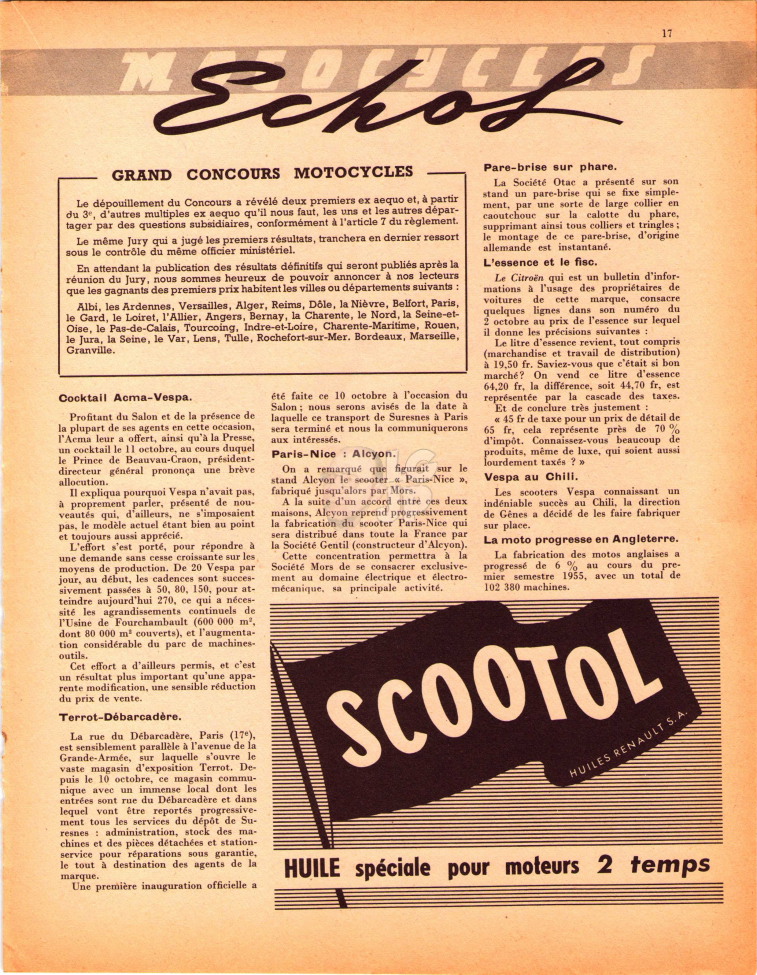 17
MOTOCYCLES
Echos
GRAND CONCOURS MOTOCYCLES
Le dépouillement du Concours a révélé deux premiers ex aequo et, à partir
du 3e, d'autres multiples ex aequo qu'il nous faut, les uns et les autres dépar-
tager par des questions subsidiaires, conformément à l'article 7 du règlement.
Le même Jury qui a jugé les premiers résultats, tranchera en dernier ressort
sous le contrôle du même officier ministériel.
En attendant la publication des résultats définitifs qui seront publiés après la
réunion du Jury, nous sommes heureux de pouvoir annoncer à nos lecteurs
que les gagnants des premiers prix habitent les villes ou départements suivants :
Albi, les Ardennes, Versailles, Alger, Reims, Dôle, la Nièvre, Belfort, Paris,
le Gard, le Loiret, l'Allier, Angers, Bernay, la Charente, le Nord, la Seine-et-
Oise, le Pas-de-Calais, Tourcoing, Indre-et-Loire, Charente-Maritime, Rouen,
le Jura, la Seine, le Var, Lens, Tulle, Rochefort-sur-Mer. Bordeaux, Marseille,
Granville.
Cocktail Acma-Vespa.
Profitant du Salon et de la présence de
la plupart de ses agents en cette occasion,
l'Acma leur a offert, ainsi qu'à la Presse,
un cocktail le 11 octobre, au cours duquel
le Prince de Beauvau-Craon, président-
directeur général prononça une brève
allocution.
Il expliqua pourquoi Vespa n'avait pas,
à proprement parler, présenté de nou-
veautés qui, d'ailleurs, ne s'imposaient
pas, le modèle actuel étant bien au point
et toujours aussi apprécié.
L'effort s'est porté, pour répondre à
une demande sans cesse croissante sur les
moyens de production. De 20 Vespa par
jour, au début, les cadences sont succes-
sivement passées à 50, 80, 150, pour at-
teindre aujourd'hui 270, ce qui a néces-
sité les agrandissements continuels de
l'Usine de Fourchambault (600 000 m²,
dont 80 000 m² couverts), et l'augmenta-
tion considérable du parc de machines-
outils.
Cet effort a d'ailleurs permis, et c'est
un résultat plus important qu'une appa-
rente modification, une sensible réduction
du prix de vente.
Terrot-Débarcadère.
La rue du Débarcadère, Paris (17e),
est sensiblement parallèle à l'avenue de la
Grande-Armée, sur laquelle s'ouvre le
vaste magasin d'exposition Terrot. De-
puis le 10 octobre, ce magasin commu-
nique avec un immense local dont les
entrées sont rue du Débarcadère et dans
lequel vont être reportés progressive-
ment tous les services du dépôt de Su-
resnes : administration, stock des ma-
chines et des pièces détachées et station-
service pour réparations sous garantie,
le tout à destination des agents de la
marque.
Une première inauguration officielle a
été faite ce 10 octobre à l'occasion du
Salon ; nous serons avisés de la date à
laquelle ce transport de Suresnes à Paris
sera terminé et nous la communiquerons
aux intéressés.
Paris-Nice : Alcyon.
On a remarqué que figurait sur le
stand Alcyon le scooter « Paris-Nice »,
fabriqué jusqu'alors par Mors.
A la suite d'un accord entre ces deux
maisons, Alcyon reprend progressivement
la fabrication du scooter Paris-Nice qui
sera distribué dans toute la France par
la Société Gentil (constructeur d'Alcyon).
Cette concentration permettra à la
Société Mors de se consacrer exclusive-
ment au domaine électrique et électro-
mécanique, sa principale activité.
Pare-brise sur phare.
La Société Otac a présenté sur son
stand un pare-brise qui se fixe simple-
ment, par une sorte de large collier en
caoutchouc sur la calotte du phare,
supprimant ainsi tous colliers et tringles ;
le montage de ce pare-brise, d'origine
allemande est instantané.
L'essence et le fisc.
Le Citroën qui est un bulletin d'infor-
mations à l'usage des propriétaires de
voitures de cette marque, consacre
quelques lignes dans son numéro du
2 octobre au prix de l'essence sur lequel
il donne les précisions suivantes :
Le litre d'essence revient, tout compris
(marchandise et travail de distribution)
à 19,50 fr. Saviez-vous que c'était si bon
marché? On vend ce litre d'essence
64,20 fr, la différence, soit 44,70 fr, est
représentée par la cascade des taxes.
Et de conclure très justement :
« 45 fr de taxe pour un prix de détail de
65 fr, cela représente près de 70 %
d'impôt. Connaissez-vous beaucoup de
produits, même de luxe, qui soient aussi
lourdement taxés ? »
Vespa au Chili.
Les scooters Vespa connaissant un
indéniable succès au Chili, la direction
de Gênes a décidé de les faire fabriquer
sur place.
La moto progresse en Angleterre.
La fabrication des motos anglaises a
progressé de 6 % au cours du pre-
mier semestre 1955, avec un total de
102 380 machines.
SCOOTOL
HUILES RENAULT S.A.
HUILE spéciale pour moteurs 2 temps